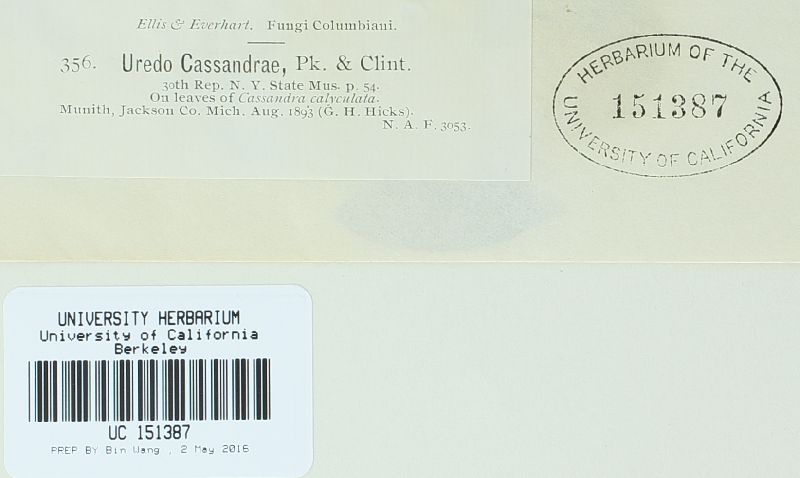 Ellis & Everhart. Fungi Columbiani.
356. Uredo Cassandrae, Pk. & Clint.
30th Rep. N. Y. State Mus. p. 54.
On leaves of Cassandra calyculata.
Munith, Jackson Co. Mich. Aug. 1893 (G. H. Hicks).
N. A. F. 3053.
HERBARIUM OF THE
151387
UNIVERSITY OF CALIFORNIA
UNIVERSITY HERBARIUM
University of California
Berkeley
UC 151387
PREP BY Bin Wang , 2 May 2016